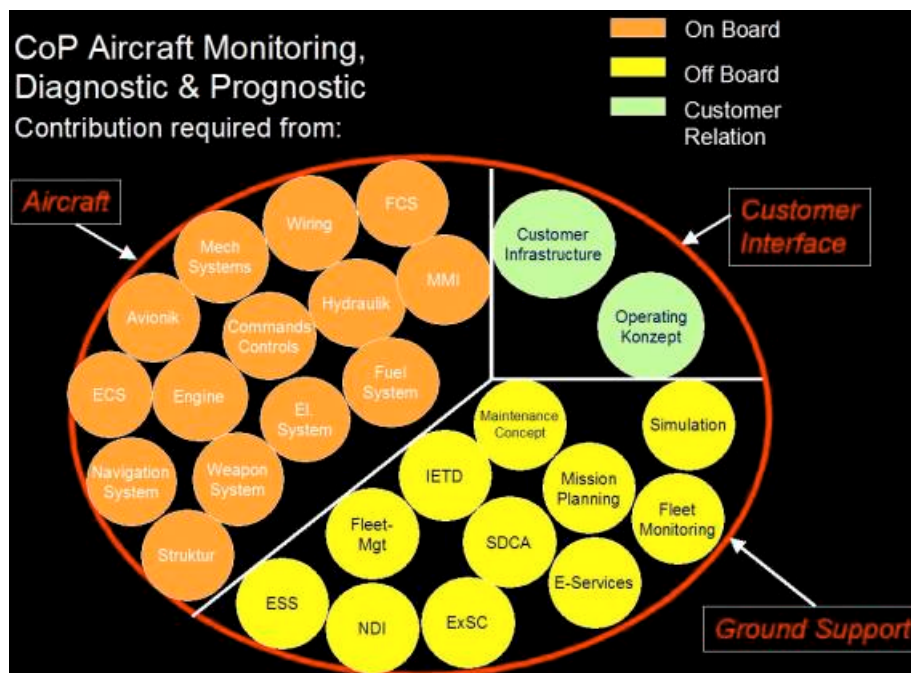 CoP Aircraft Monitoring,
Diagnostic & Prognostic
Contribution required from:
On Board
Off Board
Customer
Relation
Aircraft
Customer
Interface
Ground Support
FCS
Wiring
Mech
Systems
MMI
Hydraulik
Avionik
Commands
Controls
Fuel
System
ECS
Engine
El.
System
Navigation
System
Weapon
System
Struktur
Customer
Infrastructure
Operating
Konzept
Maintenance
Concept
Simulation
IETD
Mission
Planning
Fleet
Monitoring
Fleet-
Mgt
SDCA
E-Services
ESS
NDI
ExSC